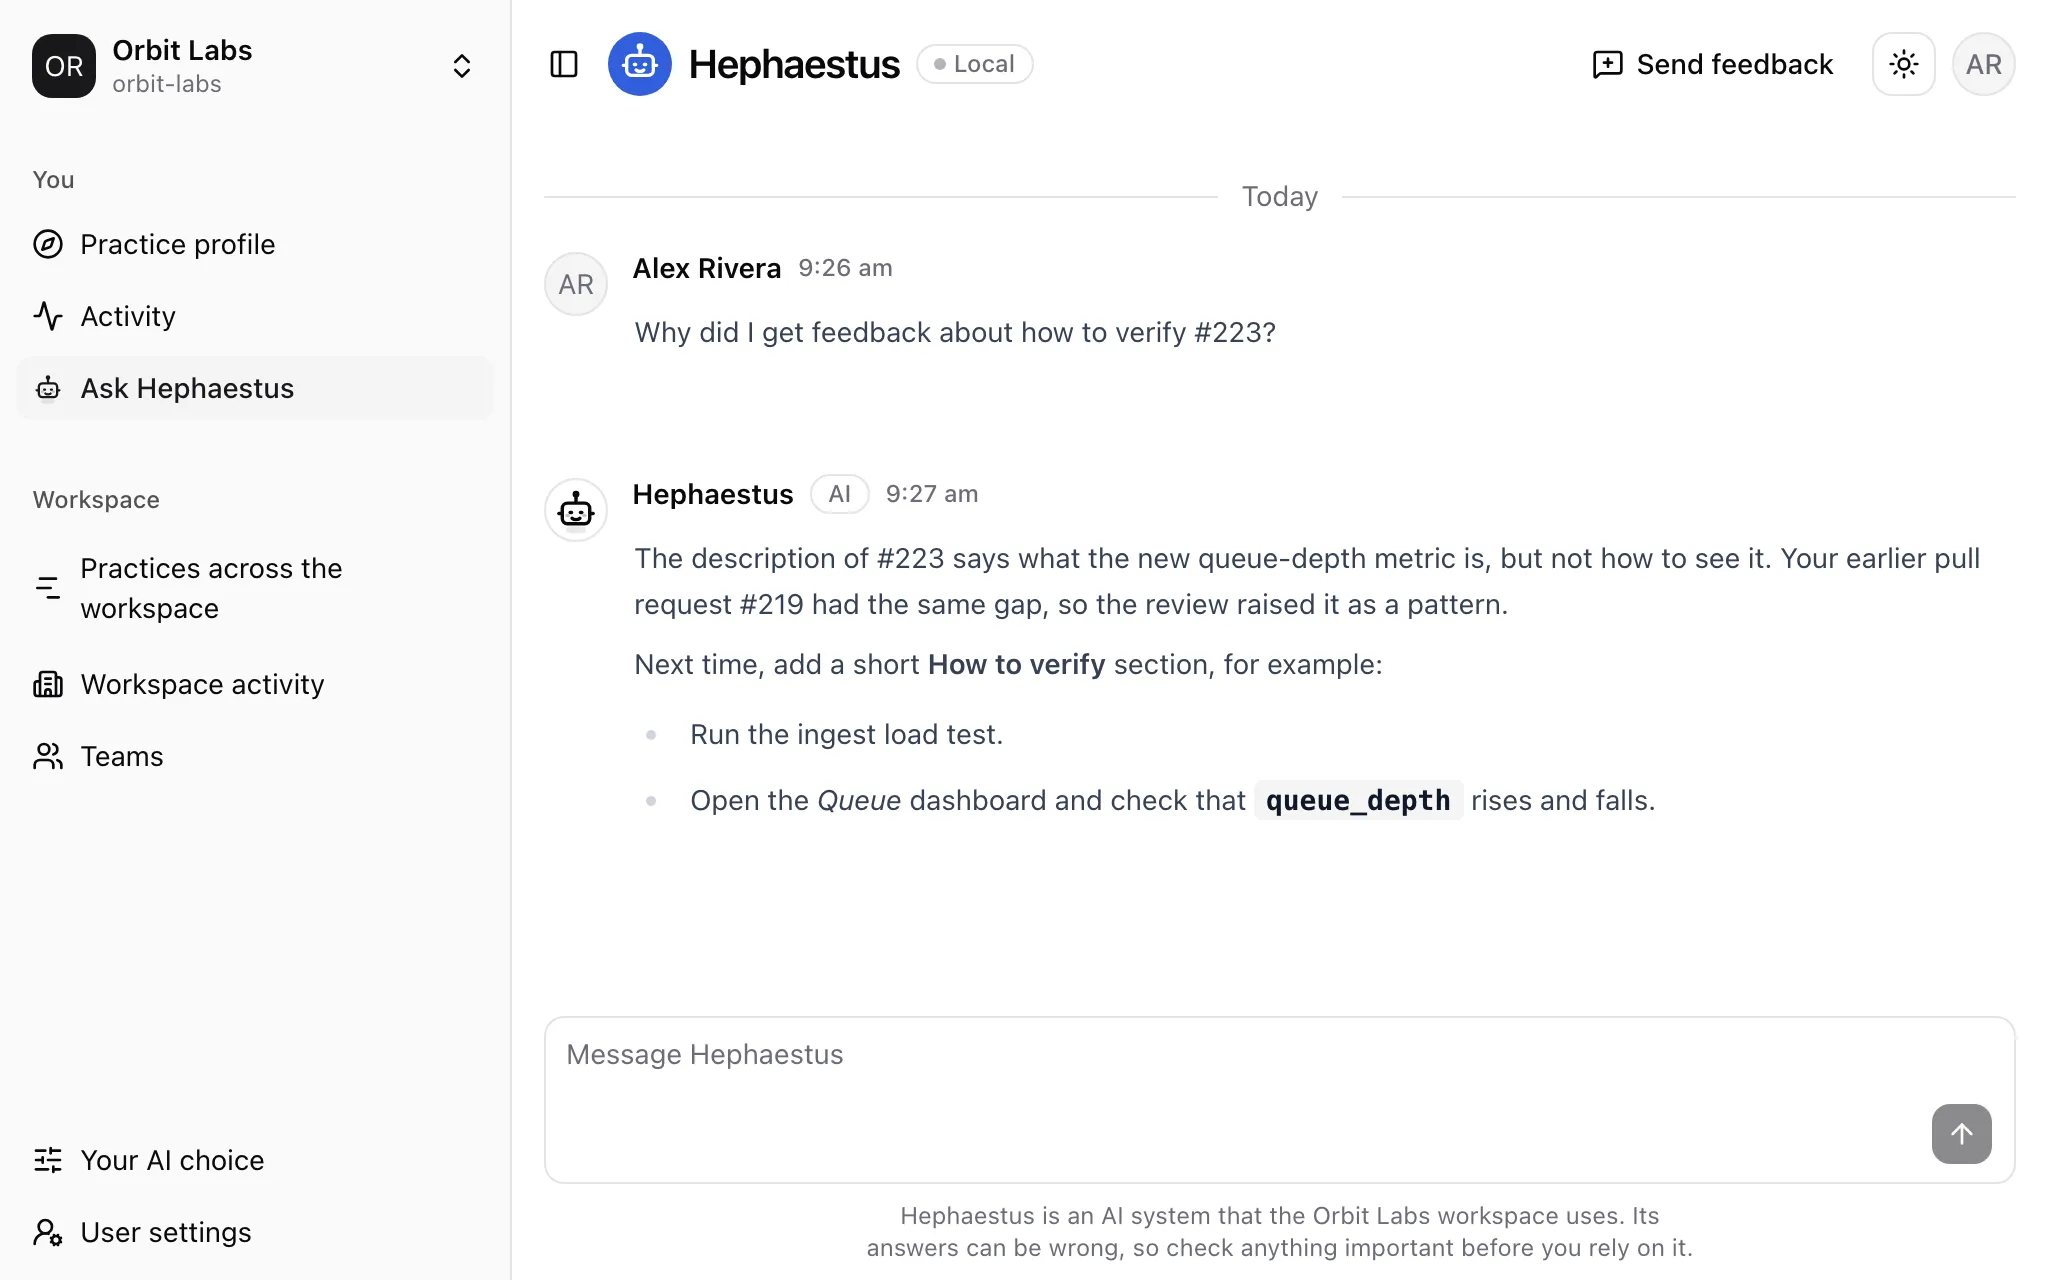 OR
Orbit Labs
orbit-labs
You
Practice profile
Activity
Ask Hephaestus
Workspace
Practices across the
workspace
Workspace activity
Teams
Your AI choice
User settings
Hephaestus
Local
Send feedback
AR
Today
AR
Alex Rivera 9:26 am
Why did I get feedback about how to verify #223?
Hephaestus AI 9:27 am
The description of #223 says what the new queue-depth metric is, but not how to see it. Your earlier pull
request #219 had the same gap, so the review raised it as a pattern.
Next time, add a short How to verify section, for example:
Run the ingest load test.
Open the Queue dashboard and check that queue_depth rises and falls.
Message Hephaestus
Hephaestus is an AI system that the Orbit Labs workspace uses. Its
answers can be wrong, so check anything important before you rely on it.